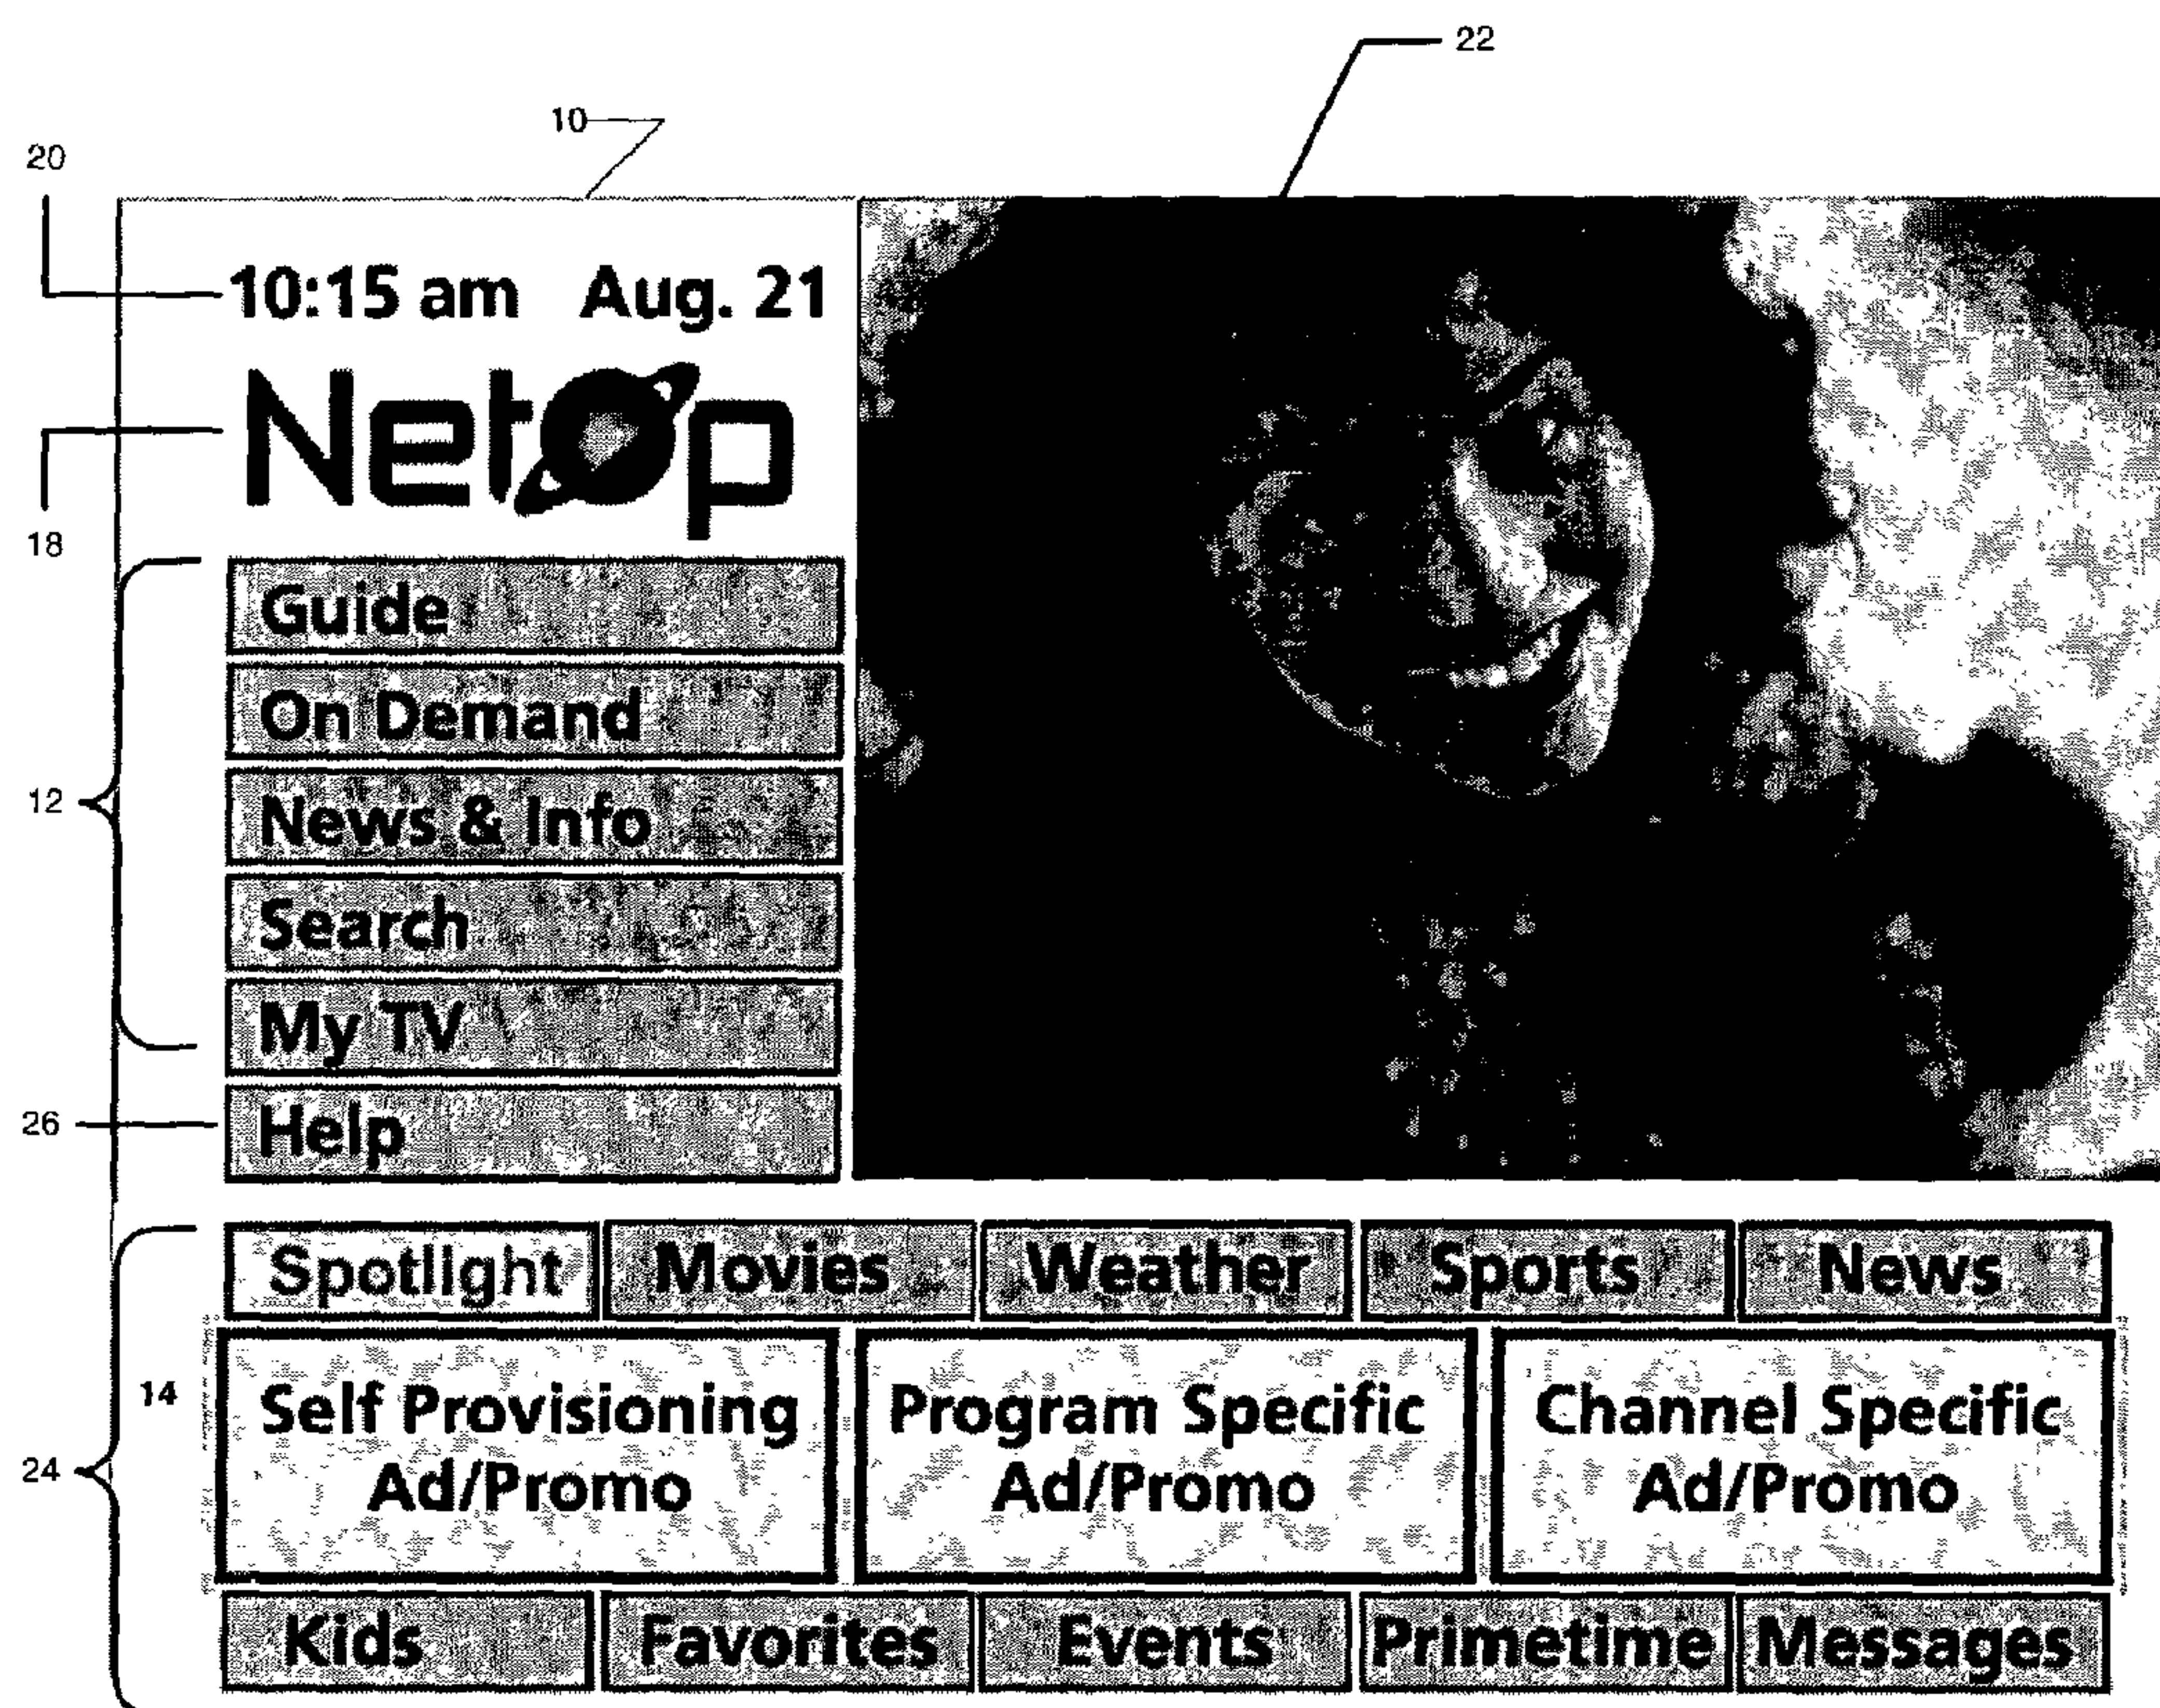 22
10
20
10:15 am Aug. 21
Netop
18
Guide
On Demand
12
News & Info
Search
My TV
26
Help
Spotlight Movies Weather Sports News
14
Self Provisioning
Ad/Promo
Program Specific
Ad/Promo
Channel Specific
Ad/Promo
24
Kids Favorites Events Primetime Messages